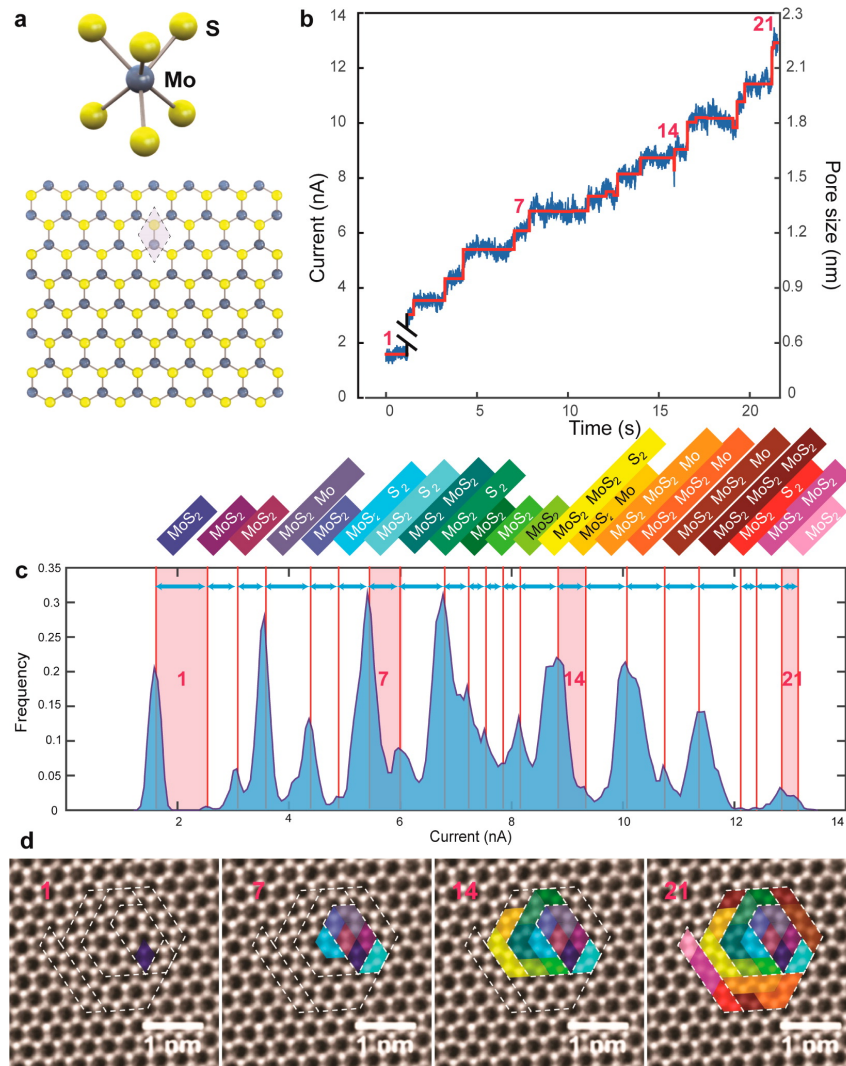 a
S
Mo
b
14
12
10
8
6
4
2
0
Current (nA)
2.3
2.1
1.8
1.5
1.2
0.9
0.6
0
Pore size (nm)
0
5
10
15
20
Time (s)
1
7
14
21
MoS2
MoS2
MoS2
MoS2 Mo
MoS2
MoS2 S2
MoS2 S2
MoS2 MoS2
MoS2 S2
MoS2
MoS2
MoS2
MoS2 MoS2 S2
MoS2 Mo
MoS2 MoS2 Mo
MoS2 MoS2 Mo
MoS2 MoS2 Mo
MoS2 MoS2 MoS2
MoS2 S2
MoS2 MoS2
MoS2
c
0.35
0.3
0.25
0.2
0.15
0.1
0.05
0
Frequency
1
7
14
21
2
4
6
8
10
12
14
Current (nA)
d
1
7
14
21
1 nm
1 nm
1 nm
1 nm